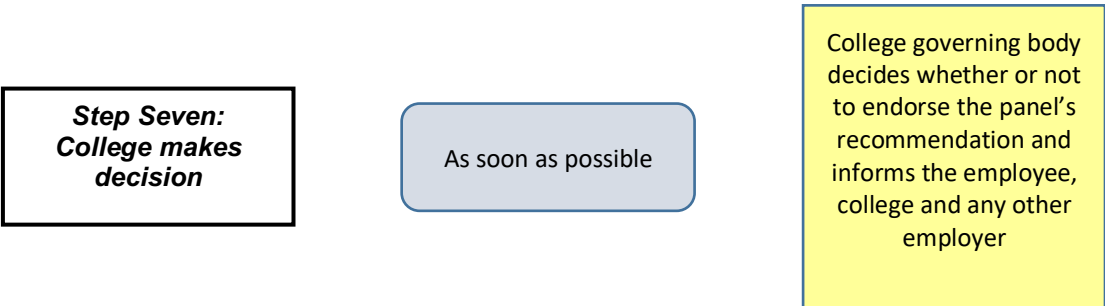 Step Seven:
College makes
decision
As soon as possible
College governing body
decides whether or not
to endorse the panel’s
recommendation and
informs the employee,
college and any other
employer